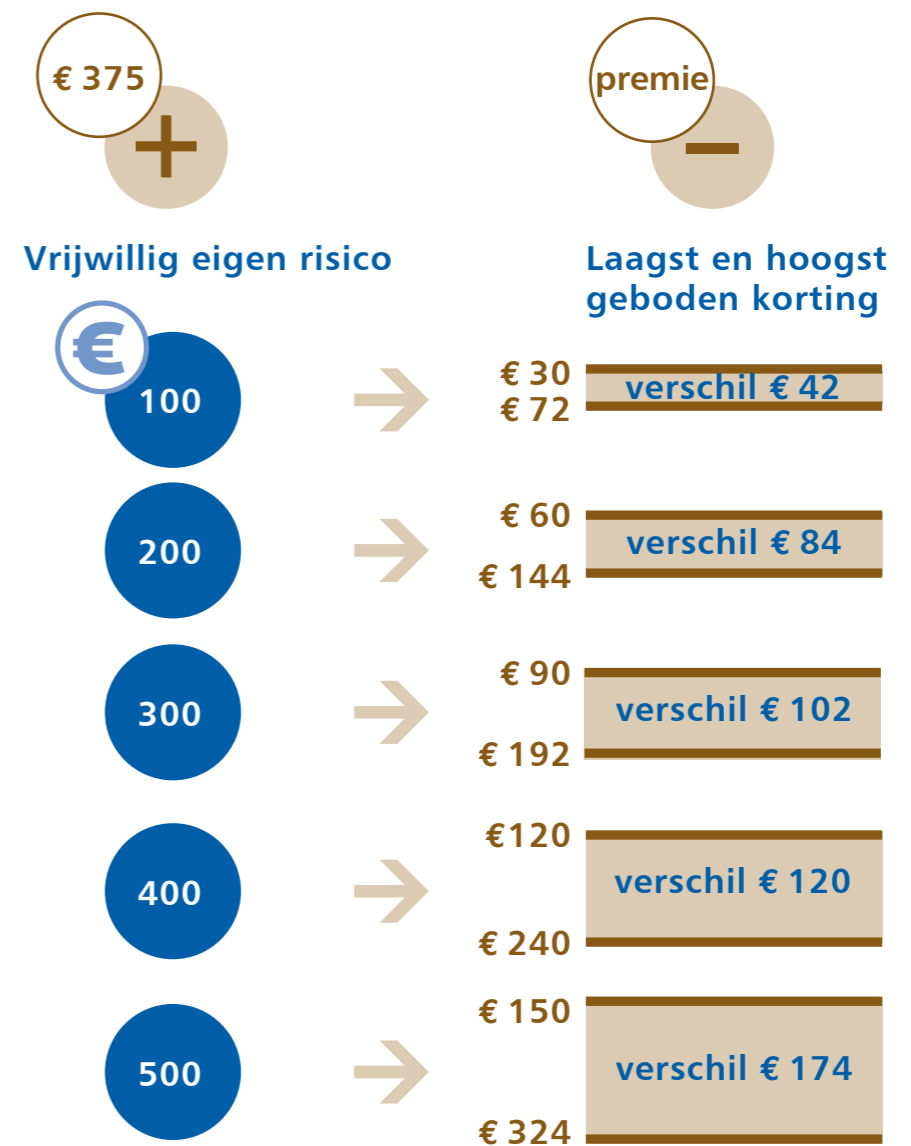 € 375
+
premie
–
Vrijwillig eigen risico
Laagst en hoogst
geboden korting
€
100
€ 30
€ 72
verschil € 42
200
€ 60
€ 144
verschil € 84
300
€ 90
€ 192
verschil € 102
400
€120
€ 240
verschil € 120
500
€ 150
€ 324
verschil € 174